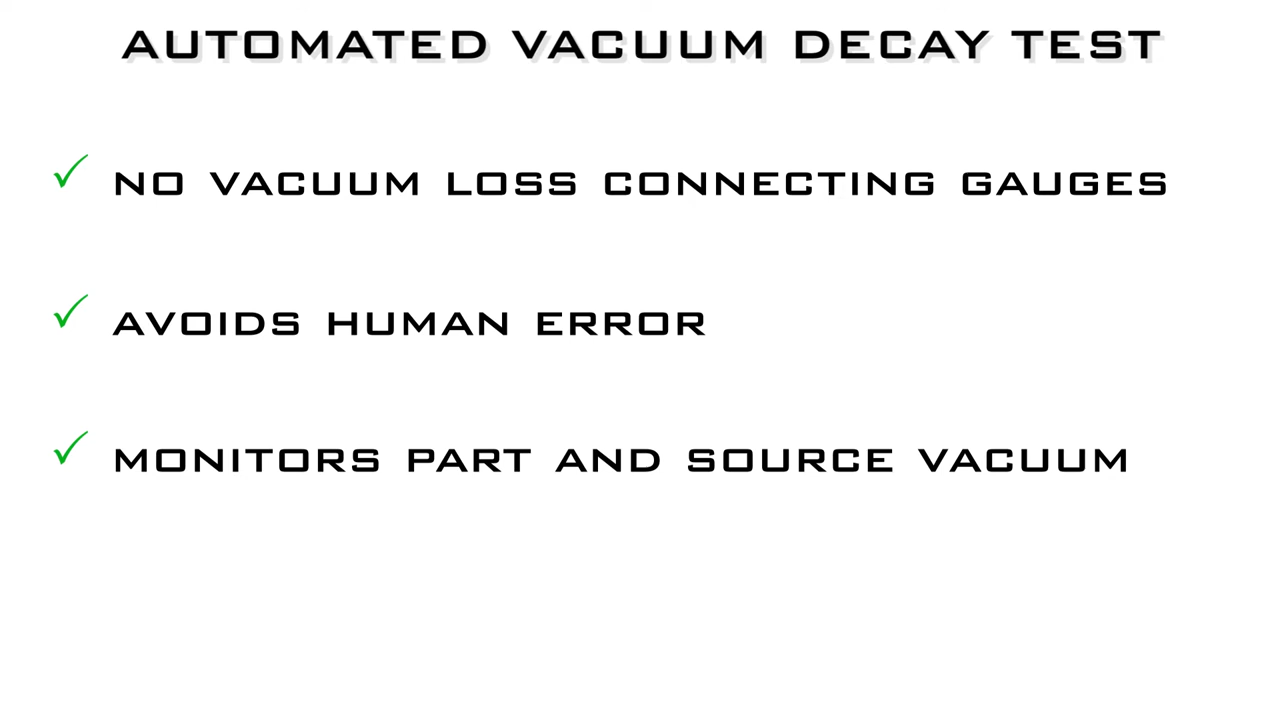 AUTOMATED VACUUM DECAY TEST
✓ NO VACUUM LOSS CONNECTING GAUGES
✓ AVOIDS HUMAN ERROR
✓ MONITORS PART AND SOURCE VACUUM